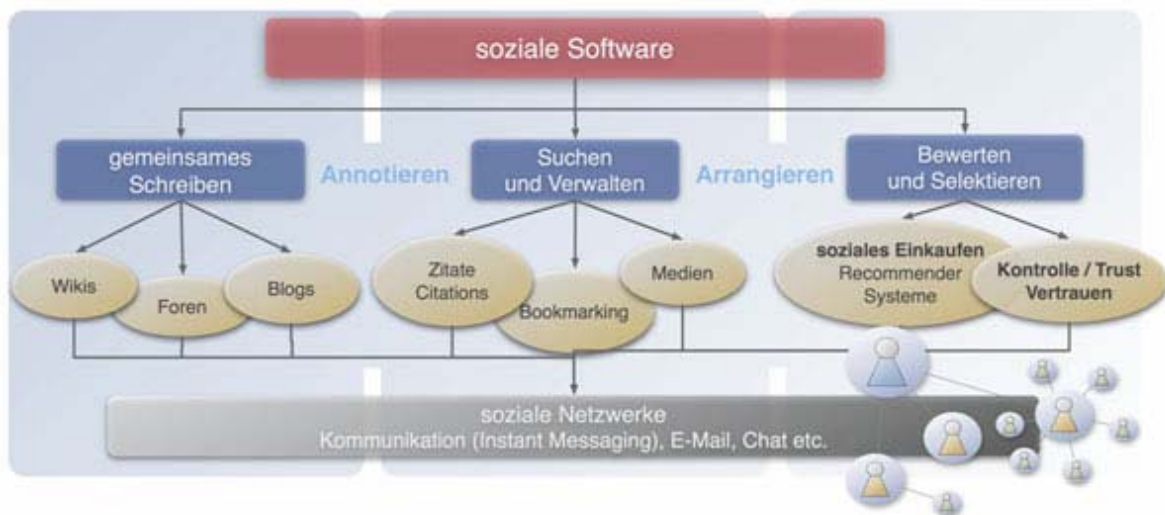 soziale Software
gemeinsames
Schreiben
Annotieren
Suchen
und Verwalten
Arrangieren
Bewerten
und Selektieren
Wikis
Foren
Blogs
Zitate
Citations
Bookmarking
Medien
soziales Einkaufen
Recommender
Systeme
Kontrolle / Trust
Vertrauen
soziale Netzwerke
Kommunikation (Instant Messaging), E-Mail, Chat etc.